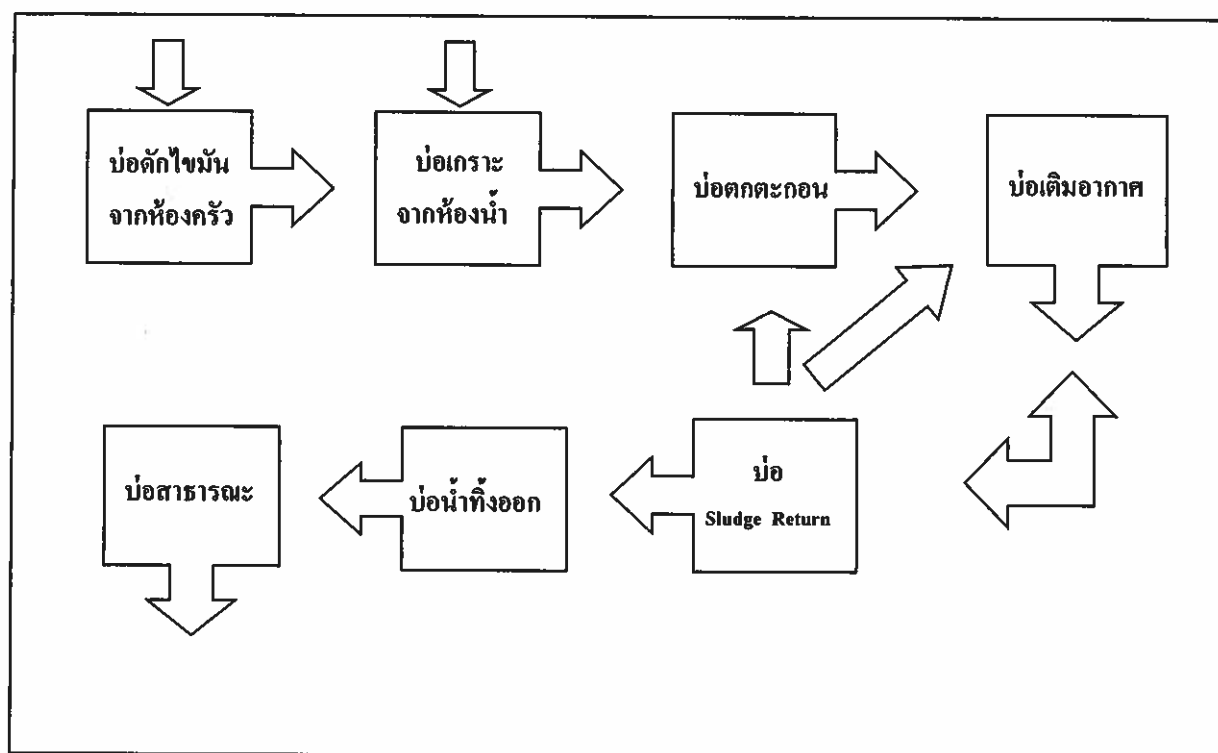 บ่อดักไขมัน
จากห้องครัว
บ่อเกราะ
จากห้องน้ำ
บ่อตกตะกอน
บ่อเติมอากาศ
บ่อสาธารณะ
บ่อน้ำทิ้งออก
บ่อ
Sludge Return